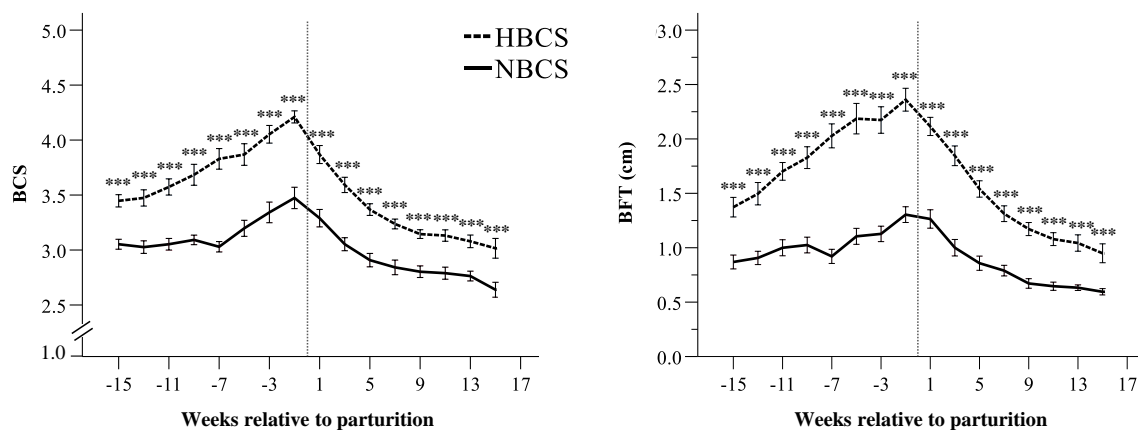 5.0
4.5
4.0
3.5
3.0
2.5
1.0
BCS
*** *** *** *** *** *** *** *** *** *** *** *** *** *** *** ***
HBCS
NBCS
-15 -11 -7 -3 1 5 9 13 17
Weeks relative to parturition
3.0
2.5
2.0
1.5
1.0
0.5
0.0
BFT (cm)
*** *** *** *** *** *** *** *** *** *** *** *** *** *** *** ***
-15 -11 -7 -3 1 5 9 13 17
Weeks relative to parturition